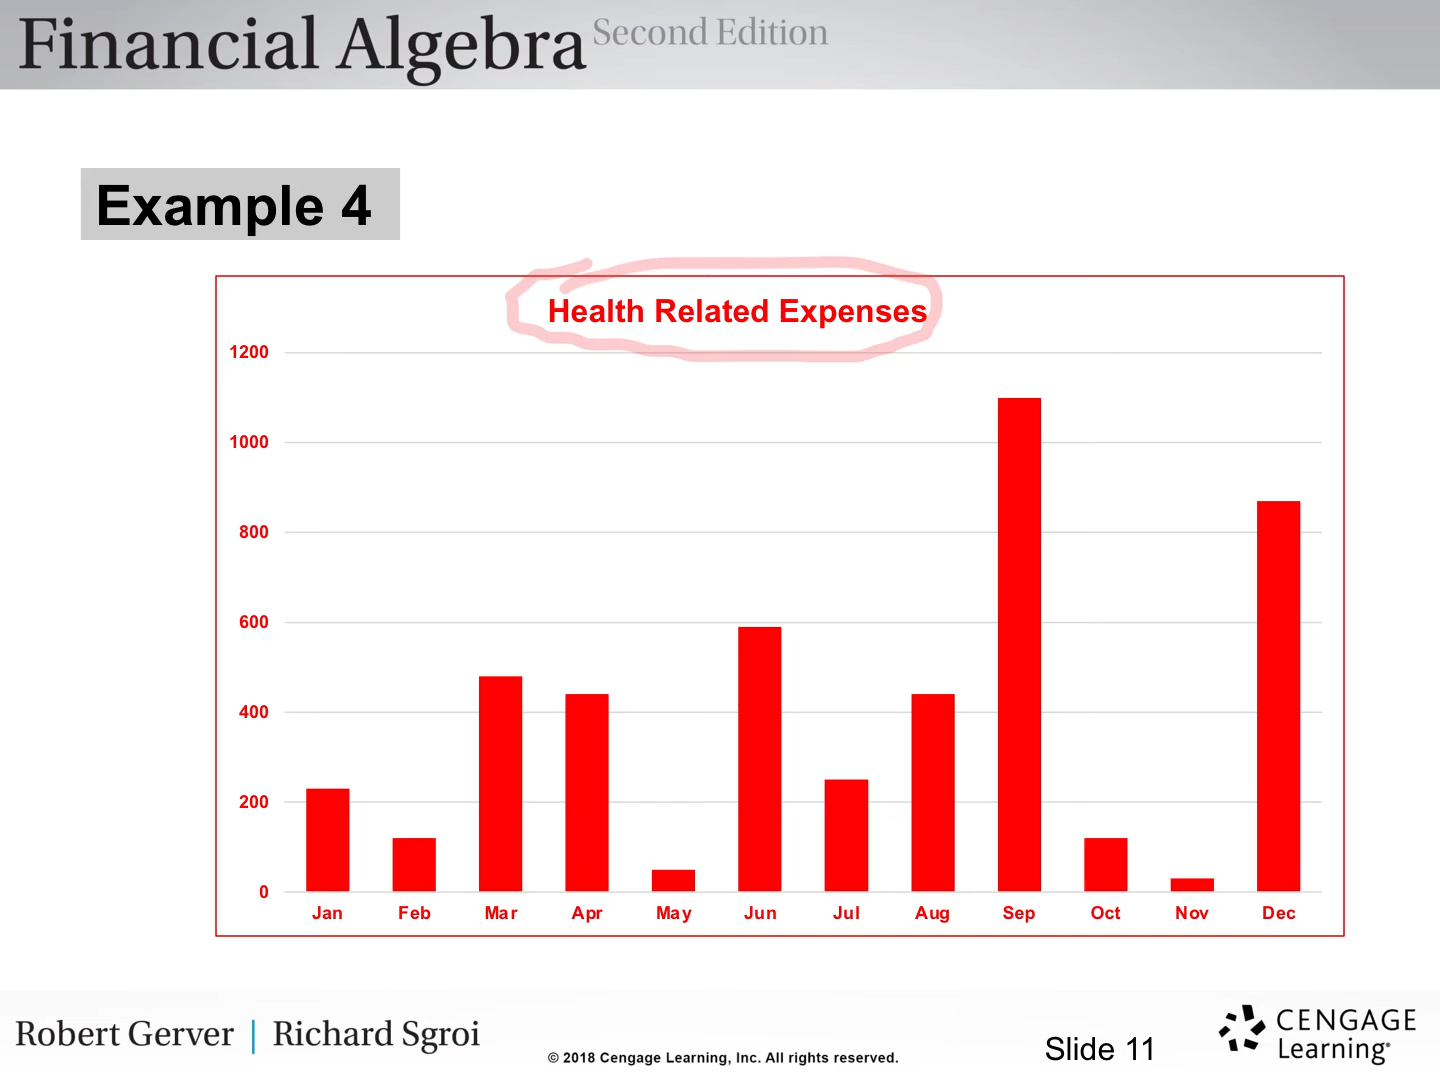 Financial Algebra Second Edition
Example 4
Health Related Expenses
1200
1000
800
600
400
200
0
Jan Feb Mar Apr May Jun Jul Aug Sep Oct Nov Dec
Robert Gerver | Richard Sgroi
© 2018 Cengage Learning, Inc. All rights reserved.
Slide 11
CENGAGE
Learning®